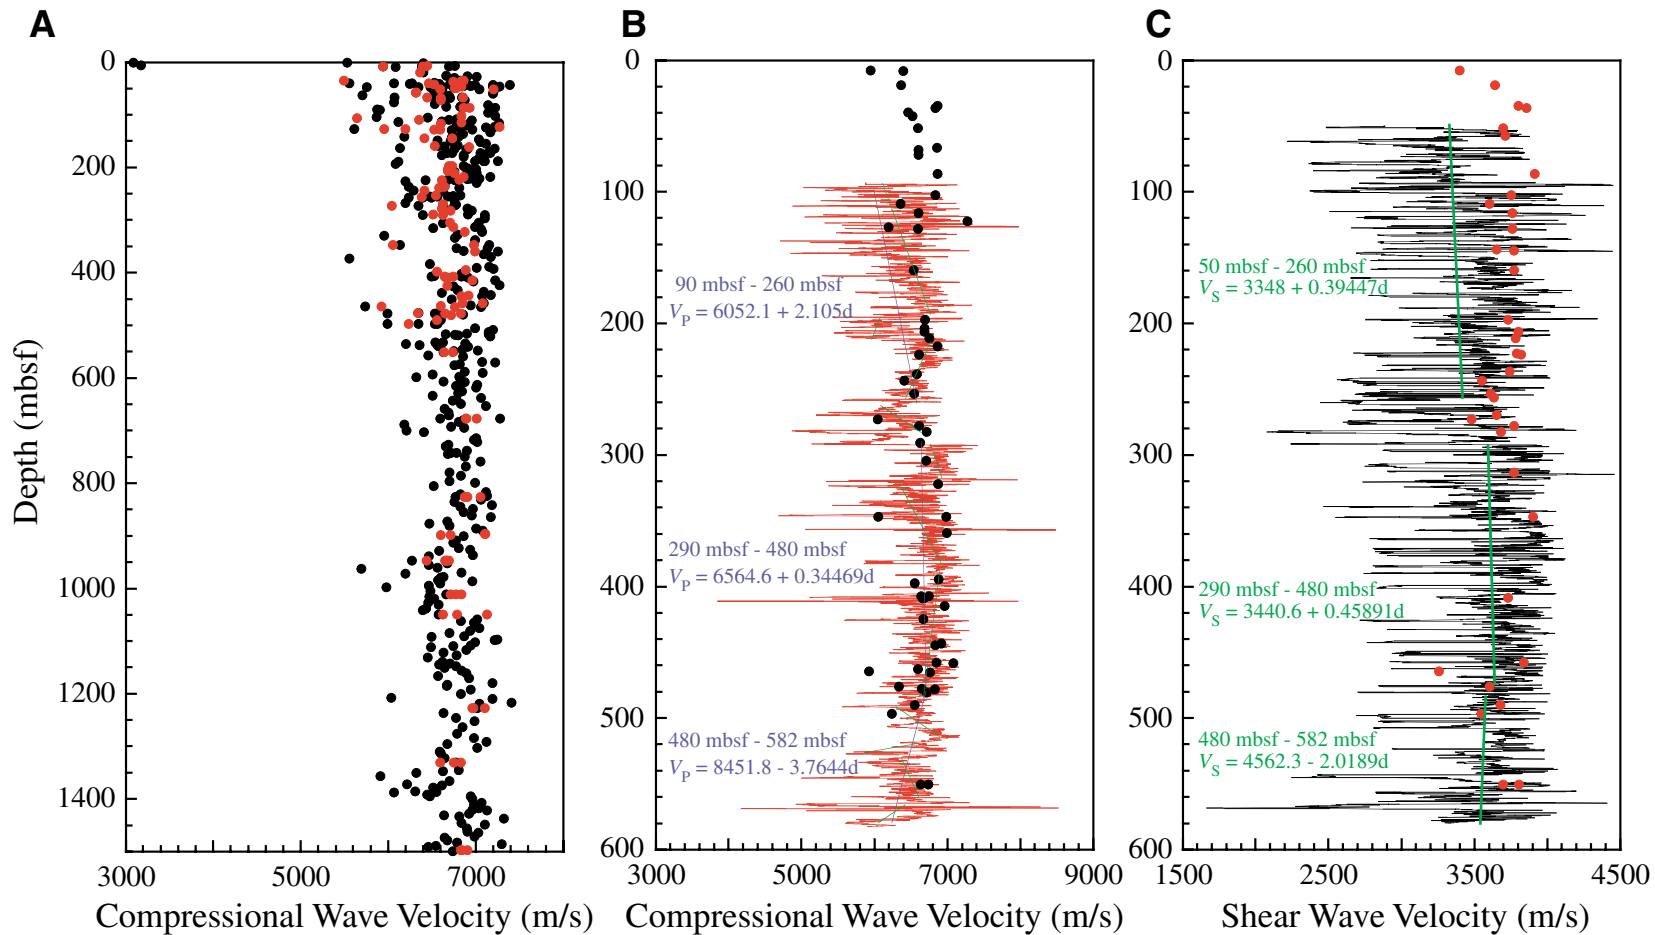 A
B
C
0
200
400
600
800
1000
1200
1400
Depth (mbsf)
3000
5000
7000
Compressional Wave Velocity (m/s)
0
100
200
300
400
500
600
90 mbsf - 260 mbsf
VP = 6052.1 + 2.105d
290 mbsf - 480 mbsf
VP = 6564.6 + 0.34469d
480 mbsf - 582 mbsf
VP = 8451.8 - 3.7644d
3000
5000
7000
9000
Compressional Wave Velocity (m/s)
0
100
200
300
400
500
600
50 mbsf - 260 mbsf
VS = 3348 + 0.39447d
290 mbsf - 480 mbsf
VS = 3440.6 + 0.45891d
480 mbsf - 582 mbsf
VS = 4562.3 - 2.0189d
1500
2500
3500
4500
Shear Wave Velocity (m/s)